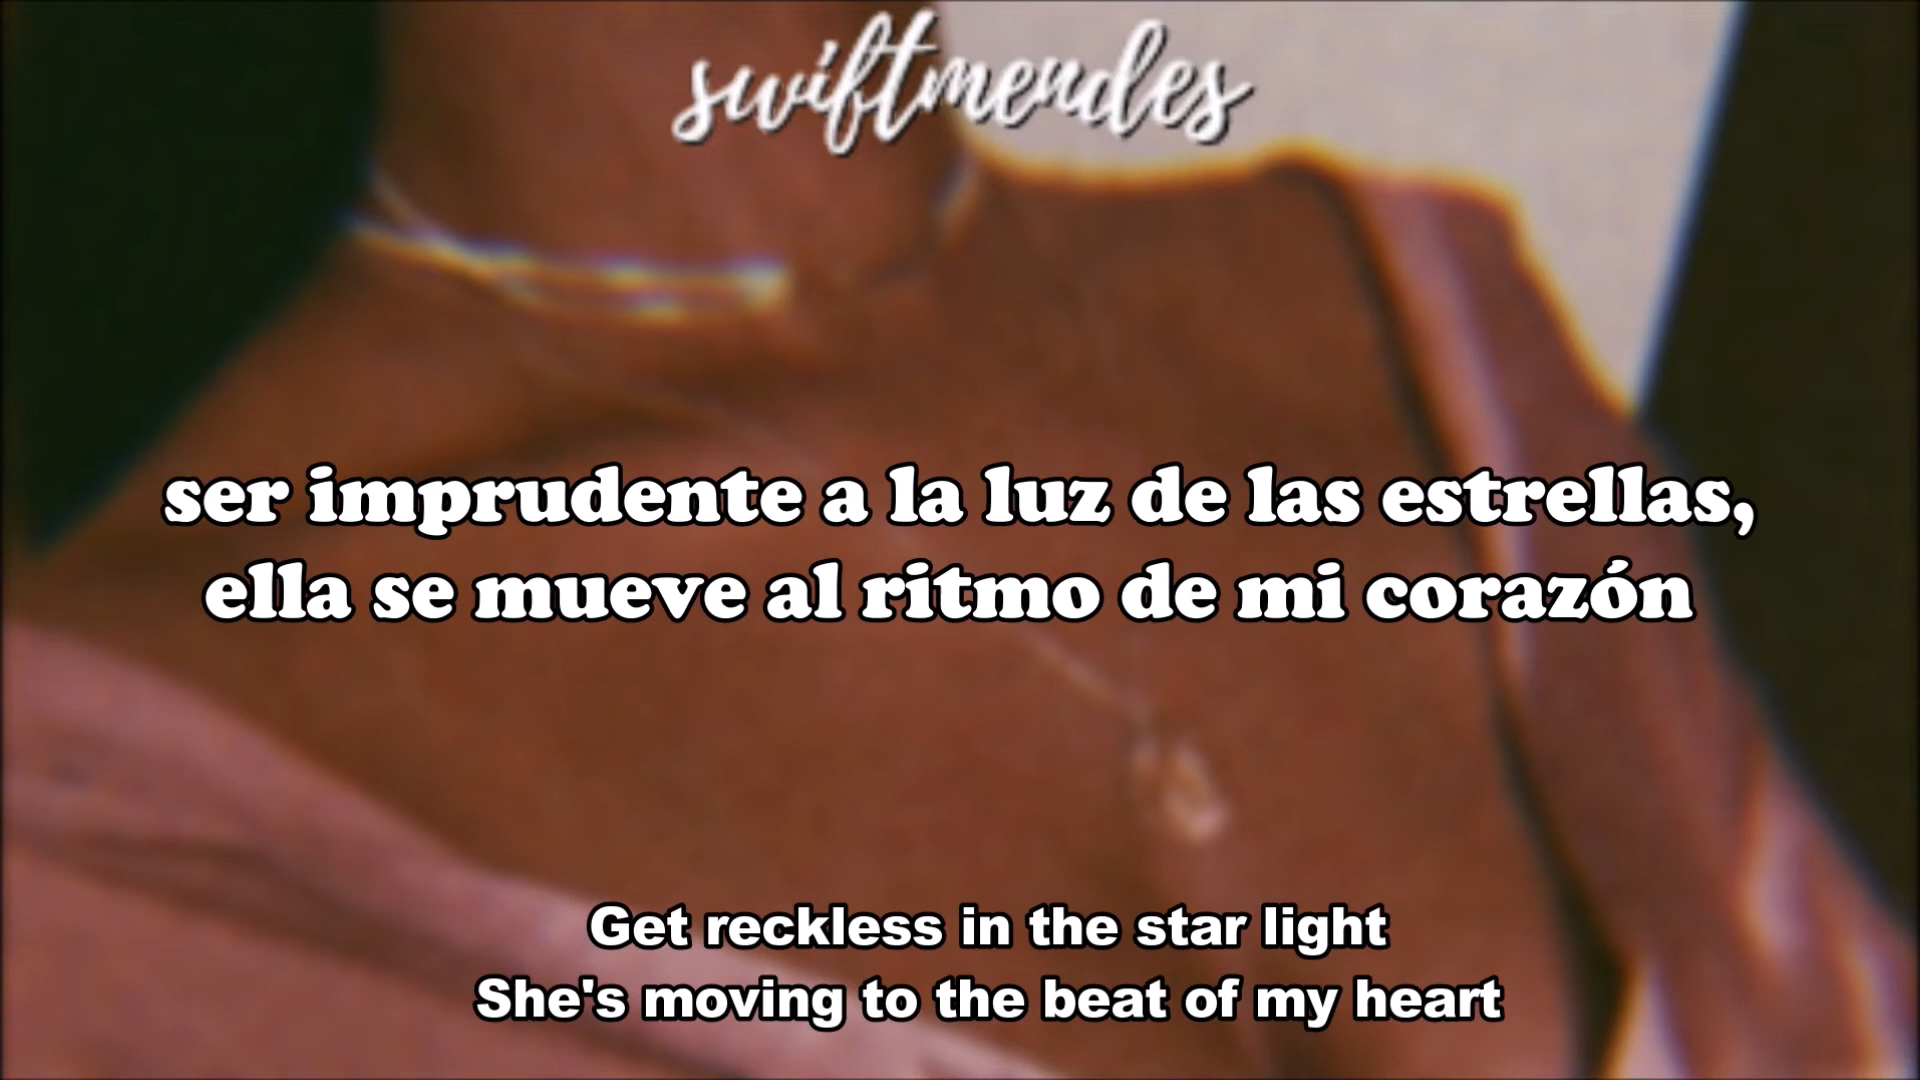 swiftmendes
ser imprudente a la luz de las estrellas,
ella se mueve al ritmo de mi corazón
Get reckless in the star light
She's moving to the beat of my heart